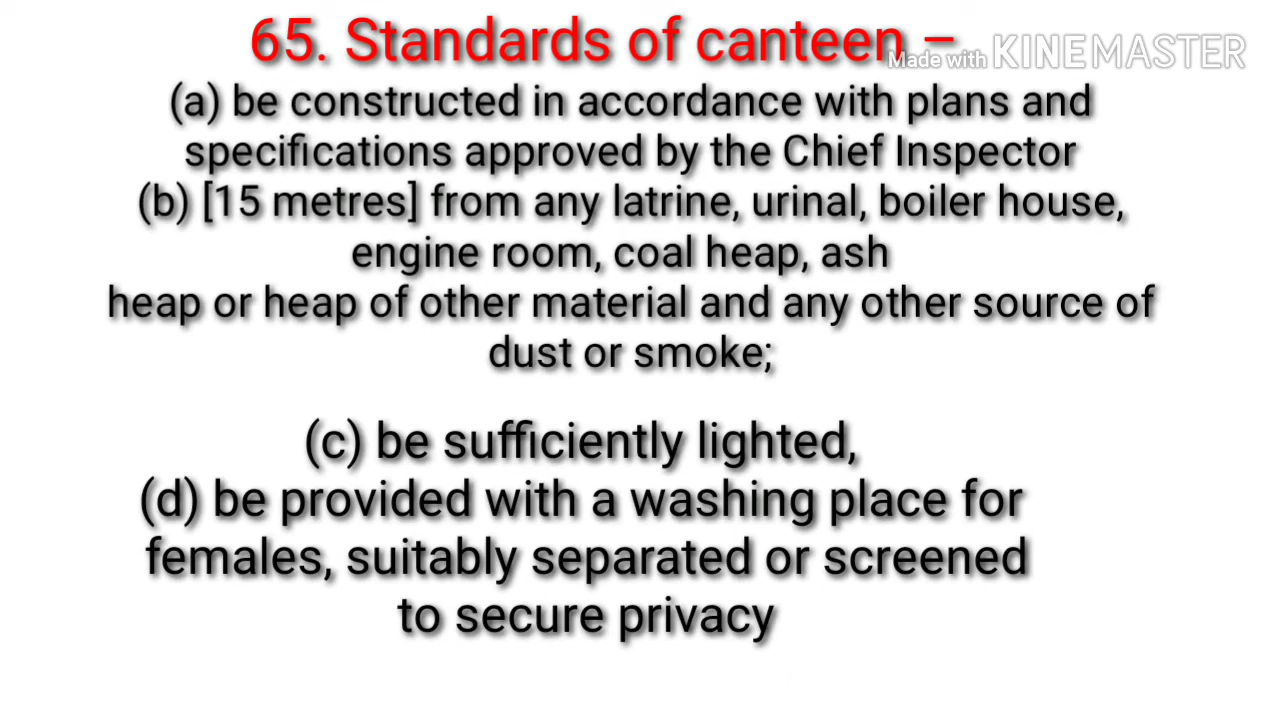 65. Standards of canteen –
Made with KINEMASTER
(a) be constructed in accordance with plans and
specifications approved by the Chief Inspector
(b) [15 metres] from any latrine, urinal, boiler house,
engine room, coal heap, ash
heap or heap of other material and any other source of
dust or smoke;
(c) be sufficiently lighted,
(d) be provided with a washing place for
females, suitably separated or screened
to secure privacy